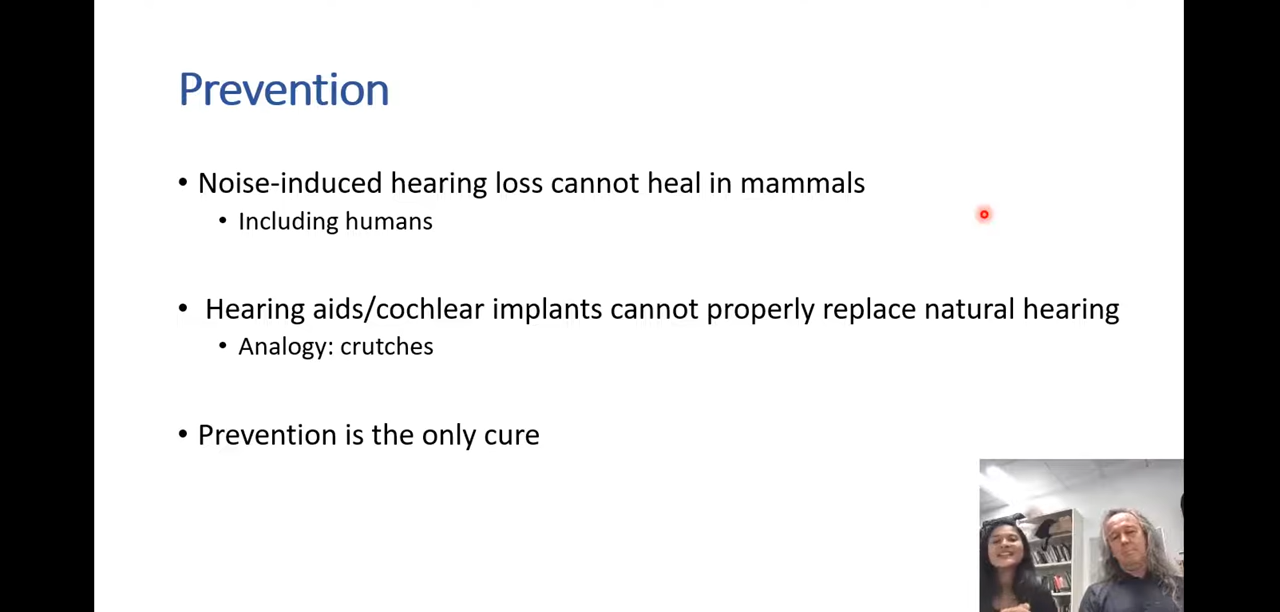 Prevention
• Noise-induced hearing loss cannot heal in mammals
• Including humans
• Hearing aids/cochlear implants cannot properly replace natural hearing
• Analogy: crutches
• Prevention is the only cure